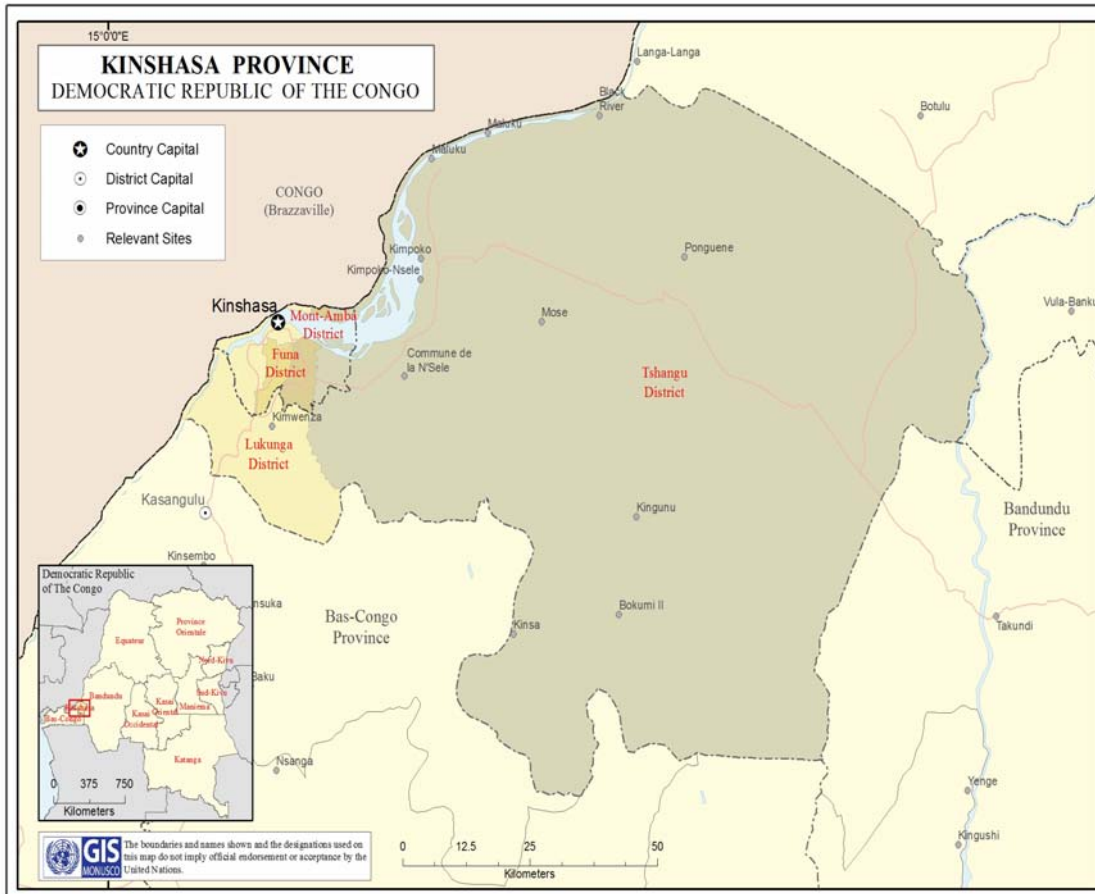 15°0'0"E
KINSHASA PROVINCE
DEMOCRATIC REPUBLIC OF THE CONGO
Country Capital
District Capital
Province Capital
Relevant Sites
CONGO
(Brazzaville)
Langa-Langa
Black
River
Botulu
Maluku
Maluku
Kimpoko
Kimpoko-Nsele
Ponguene
Vula-Banku
Kinshasa
Mont-Amba
District
Mose
Funa
District
Commune de
la N'Sele
Tshangu
District
Kimwenza
Lukunga
District
Kasangulu
Kingunu
Bandundu
Province
Kinsembo
Bas-Congo
Province
Bokumi II
Kinsa
Takundi
nsuka
Baku
Nsanga
Yenge
Kingushi
Democratic Republic
of The Congo
Equateur
Province
Orientale
Nord-Kivu
Sud-Kivu
Bandundu
Kasai
Oriental
Maniema
Kasai
Occidental
Kinshasa
Bas-Congo
Katanga
0 375 750
Kilometers
GIS
MONUSCO
The boundaries and names shown and the designations used on
this map do not imply official endorsement or acceptance by the
United Nations.
0 12.5 25 50
Kilometers